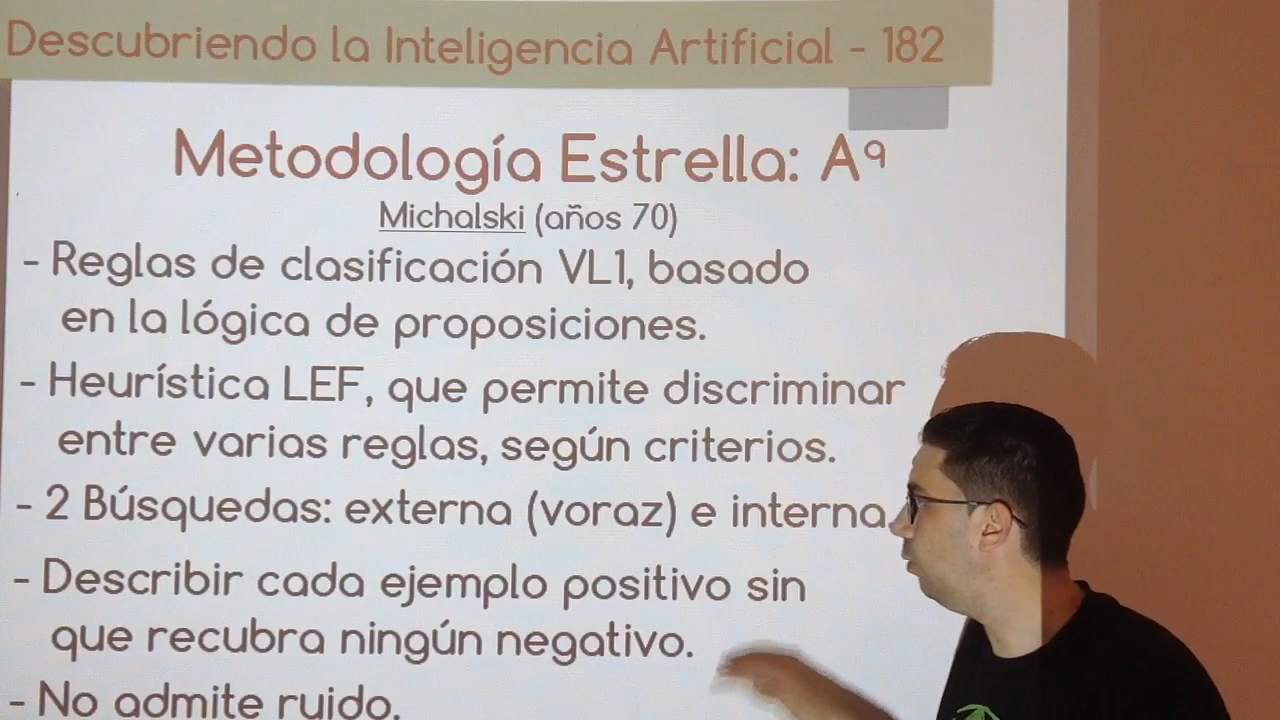 Descubriendo la Inteligencia Artificial - 182
Metodología Estrella: A^q
Michalski (años 70)
- Reglas de clasificación VL1, basado
en la lógica de proposiciones.
- Heurística LEF, que permite discriminar
entre varias reglas, según criterios.
- 2 Búsquedas: externa (voraz) e interna.
- Describir cada ejemplo positivo sin
que recubra ningún negativo.
- No admite ruido.